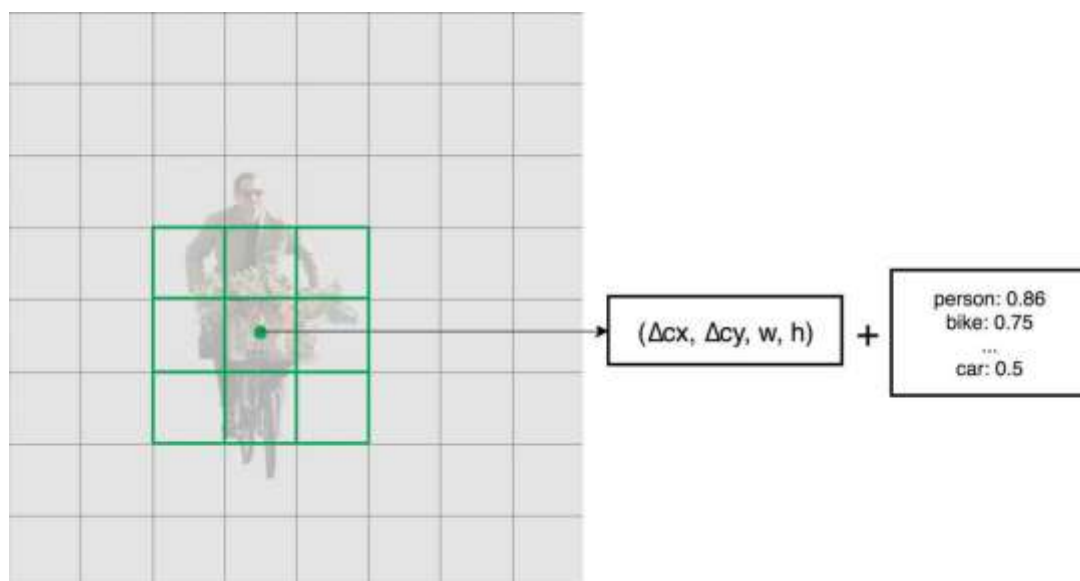 (Δcx, Δcy, w, h)
+
person: 0.86
bike: 0.75
...
car: 0.5